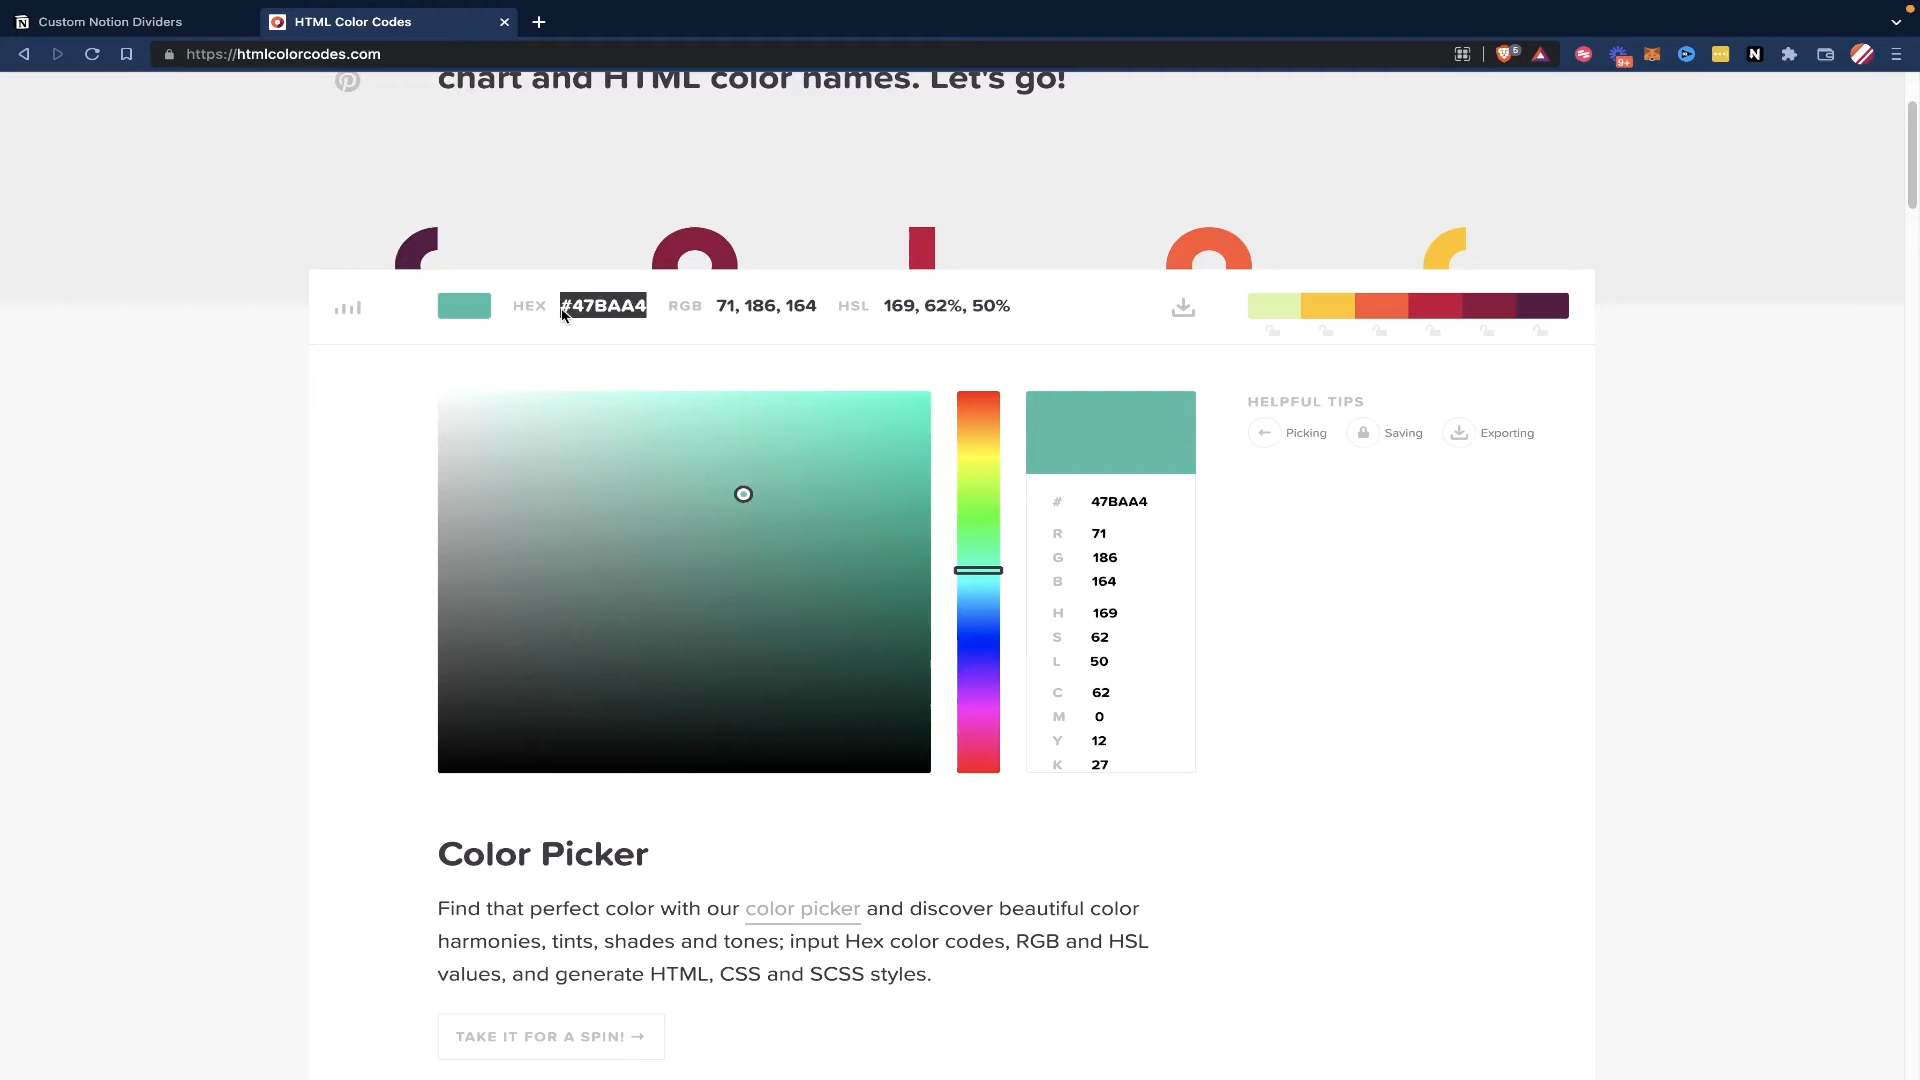 Custom Notion Dividers
HTML Color Codes
https://htmlcolorcodes.com
5
9+
chart and HTML color names. Let's go!
HEX #47BAA4 RGB 71, 186, 164 HSL 169, 62%, 50%
HELPFUL TIPS
Picking Saving Exporting
# 47BAA4
R 71
G 186
B 164
H 169
S 62
L 50
C 62
M 0
Y 12
K 27
Color Picker
Find that perfect color with our color picker and discover beautiful color
harmonies, tints, shades and tones; input Hex color codes, RGB and HSL
values, and generate HTML, CSS and SCSS styles.
TAKE IT FOR A SPIN! →